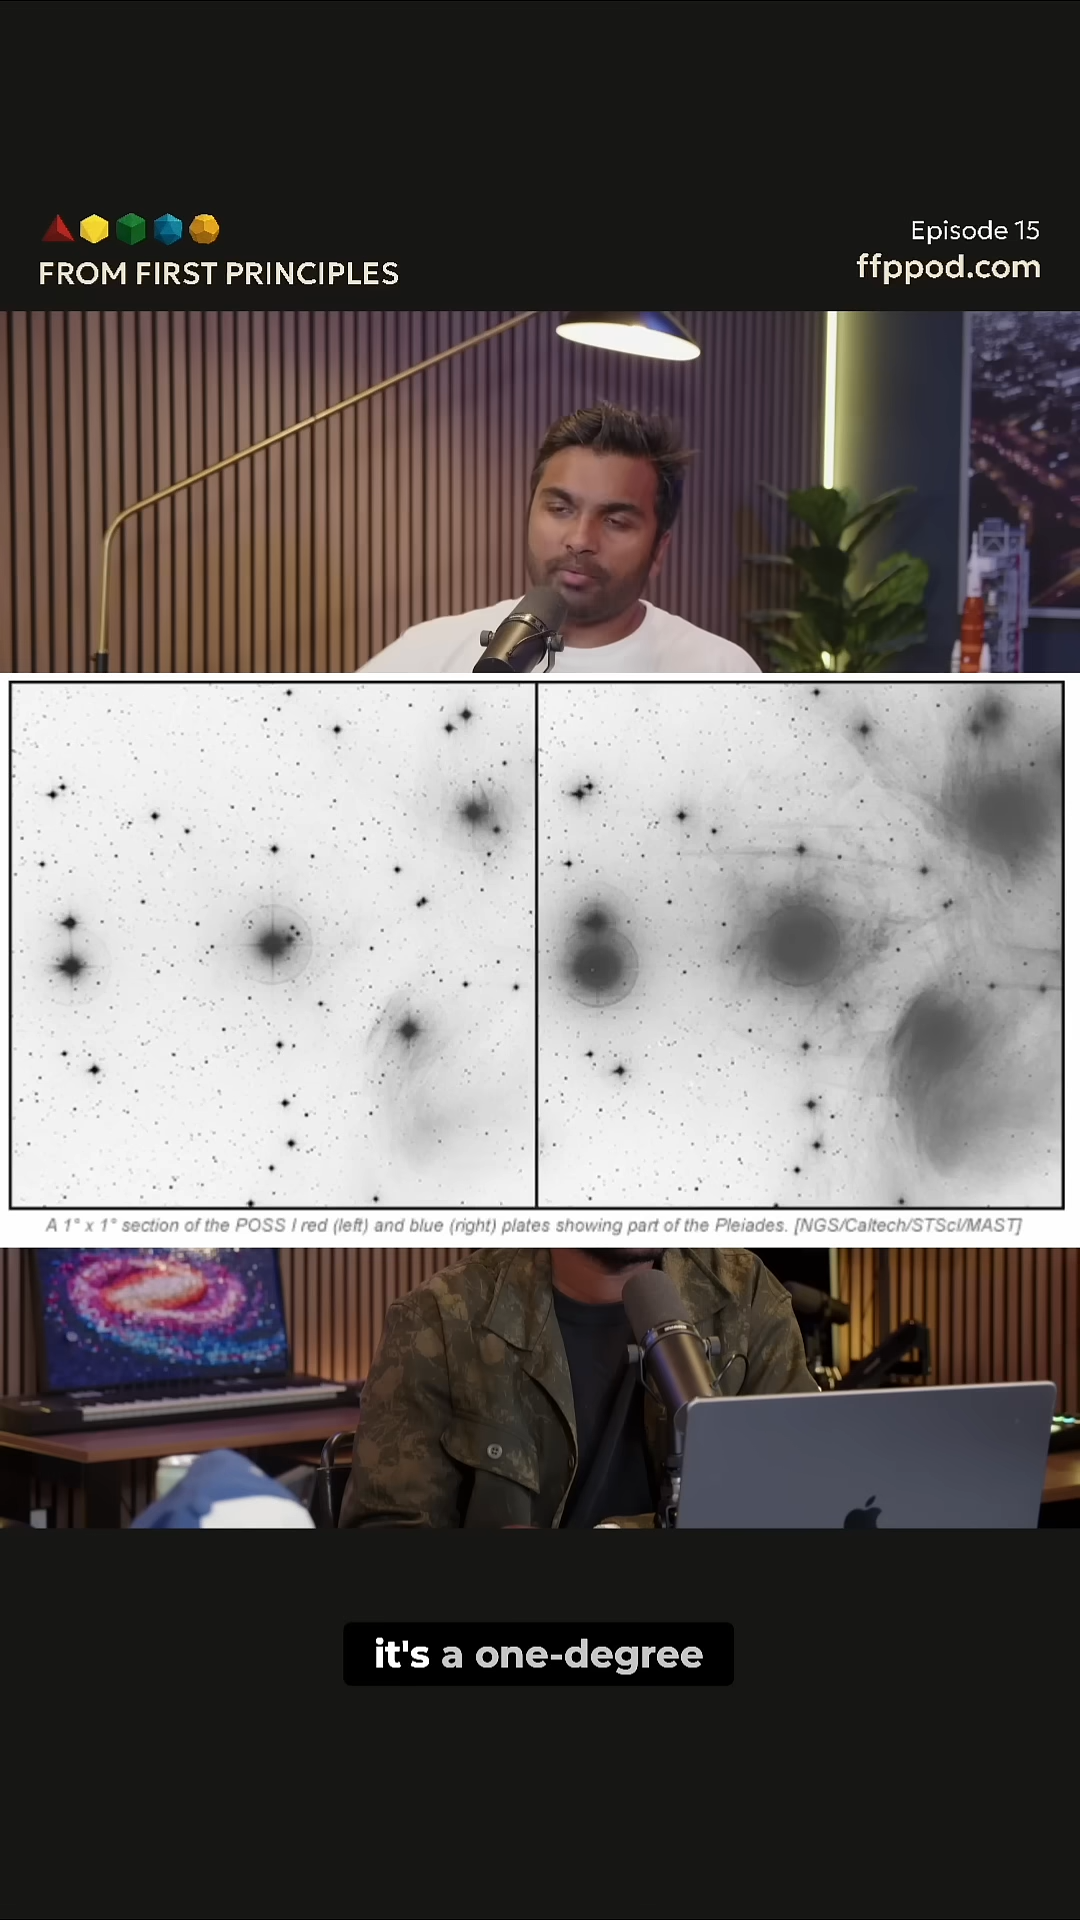 FROM FIRST PRINCIPLES
Episode 15
ffppod.com
A 1° x 1° section of the POSS I red (left) and blue (right) plates showing part of the Pleiades. [NGS/Caltech/STScI/MAST]
it's a one-degree